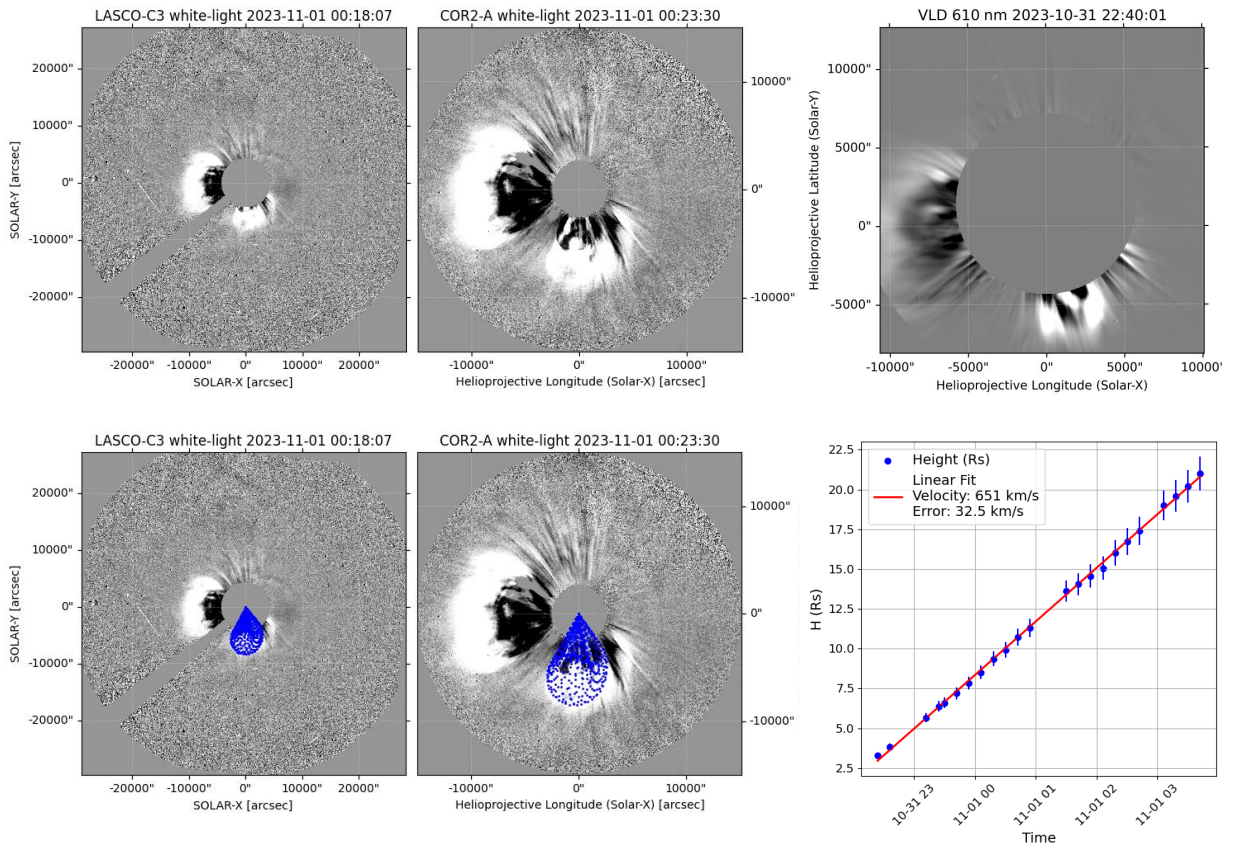 LASCO-C3 white-light 2023-11-01 00:18:07
COR2-A white-light 2023-11-01 00:23:30
VLD 610 nm 2023-10-31 22:40:01
20000"
10000"
0"
-10000"
-20000"
SOLAR-Y [arcsec]
-20000"
-10000"
0"
10000"
20000"
SOLAR-X [arcsec]
10000"
0"
-10000"
-10000"
0"
10000"
Helioprojective Longitude (Solar-X) [arcsec]
10000"
5000"
0"
-5000"
Helioprojective Latitude (Solar-Y)
-10000"
-5000"
0"
5000"
10000'
Helioprojective Longitude (Solar-X)
LASCO-C3 white-light 2023-11-01 00:18:07
COR2-A white-light 2023-11-01 00:23:30
20000"
10000"
0"
-10000"
-20000"
SOLAR-Y [arcsec]
-20000"
-10000"
0"
10000"
20000"
SOLAR-X [arcsec]
10000"
0"
-10000"
-10000"
0"
10000"
Helioprojective Longitude (Solar-X) [arcsec]
22.5
20.0
17.5
15.0
12.5
10.0
7.5
5.0
2.5
H (Rs)
Height (Rs)
Linear Fit
Velocity: 651 km/s
Error: 32.5 km/s
10-31 23
11-01 00
11-01 01
11-01 02
11-01 03
Time